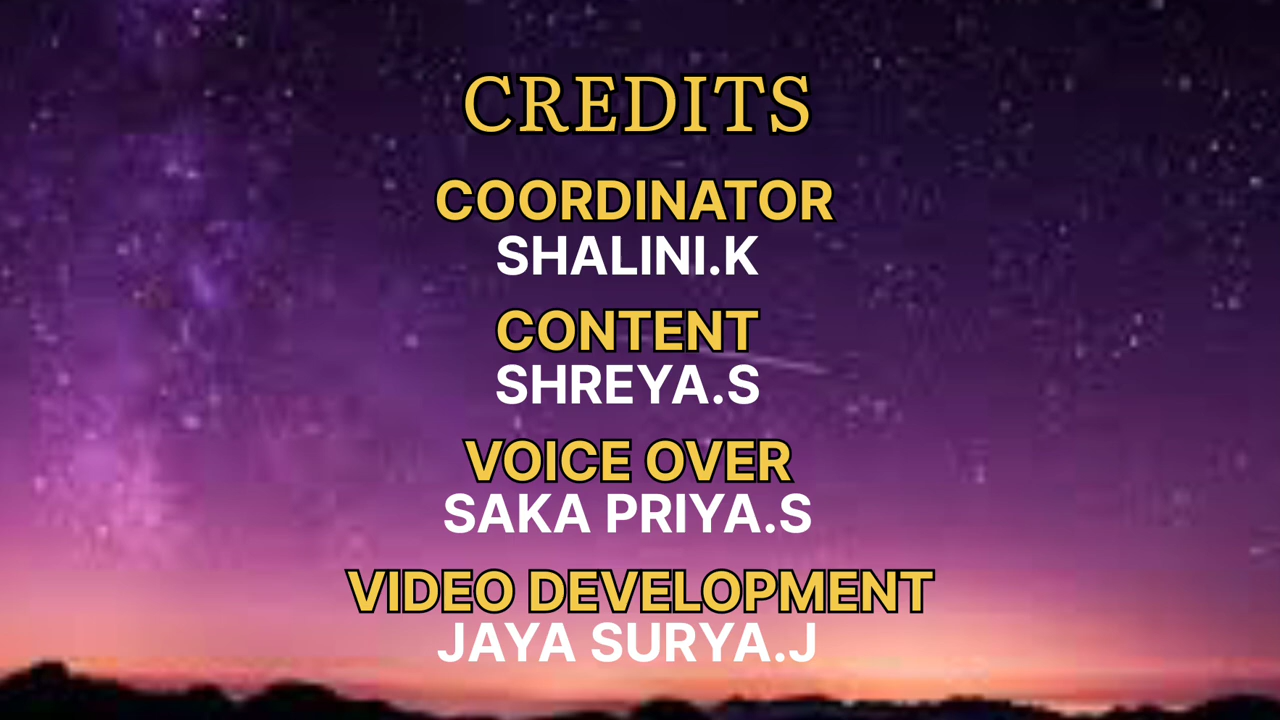 CREDITS
COORDINATOR
SHALINI.K
CONTENT
SHREYA.S
VOICE OVER
SAKA PRIYA.S
VIDEO DEVELOPMENT
JAYA SURYA.J